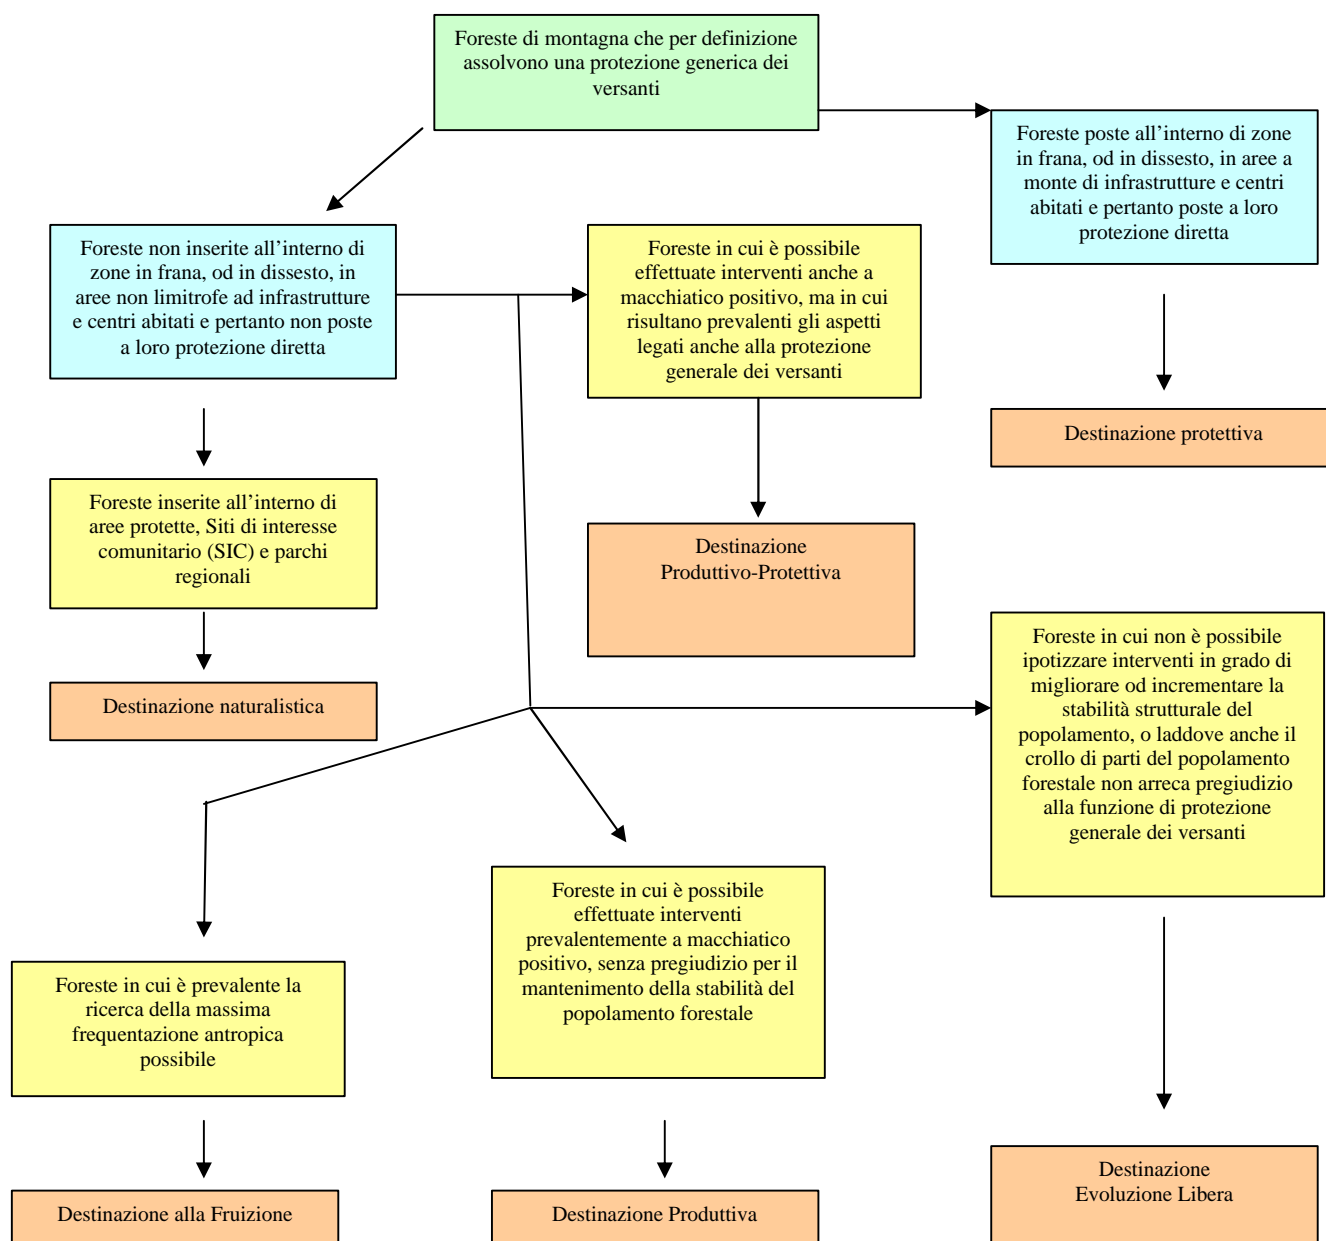 Foreste di montagna che per definizione
assolvono una protezione generica dei
versanti
Foreste poste all’interno di zone
in frana, od in dissesto, in aree a
monte di infrastrutture e centri
abitati e pertanto poste a loro
protezione diretta
Foreste non inserite all’interno di
zone in frana, od in dissesto, in
aree non limitrofe ad infrastrutture
e centri abitati e pertanto non poste
a loro protezione diretta
Foreste in cui è possibile
effettuate interventi anche a
macchiatico positivo, ma in cui
risultano prevalenti gli aspetti
legati anche alla protezione
generale dei versanti
Destinazione protettiva
Foreste inserite all’interno di
aree protette, Siti di interesse
comunitario (SIC) e parchi
regionali
Destinazione
Produttivo-Protettiva
Foreste in cui non è possibile
ipotizzare interventi in grado di
migliorare od incrementare la
stabilità strutturale del
popolamento, o laddove anche il
crollo di parti del popolamento
forestale non arreca pregiudizio
alla funzione di protezione
generale dei versanti
Destinazione naturalistica
Foreste in cui è possibile
effettuate interventi
prevalentemente a macchiatico
positivo, senza pregiudizio per il
mantenimento della stabilità del
popolamento forestale
Foreste in cui è prevalente la
ricerca della massima
frequentazione antropica
possibile
Destinazione
Evoluzione Libera
Destinazione alla Fruizione
Destinazione Produttiva